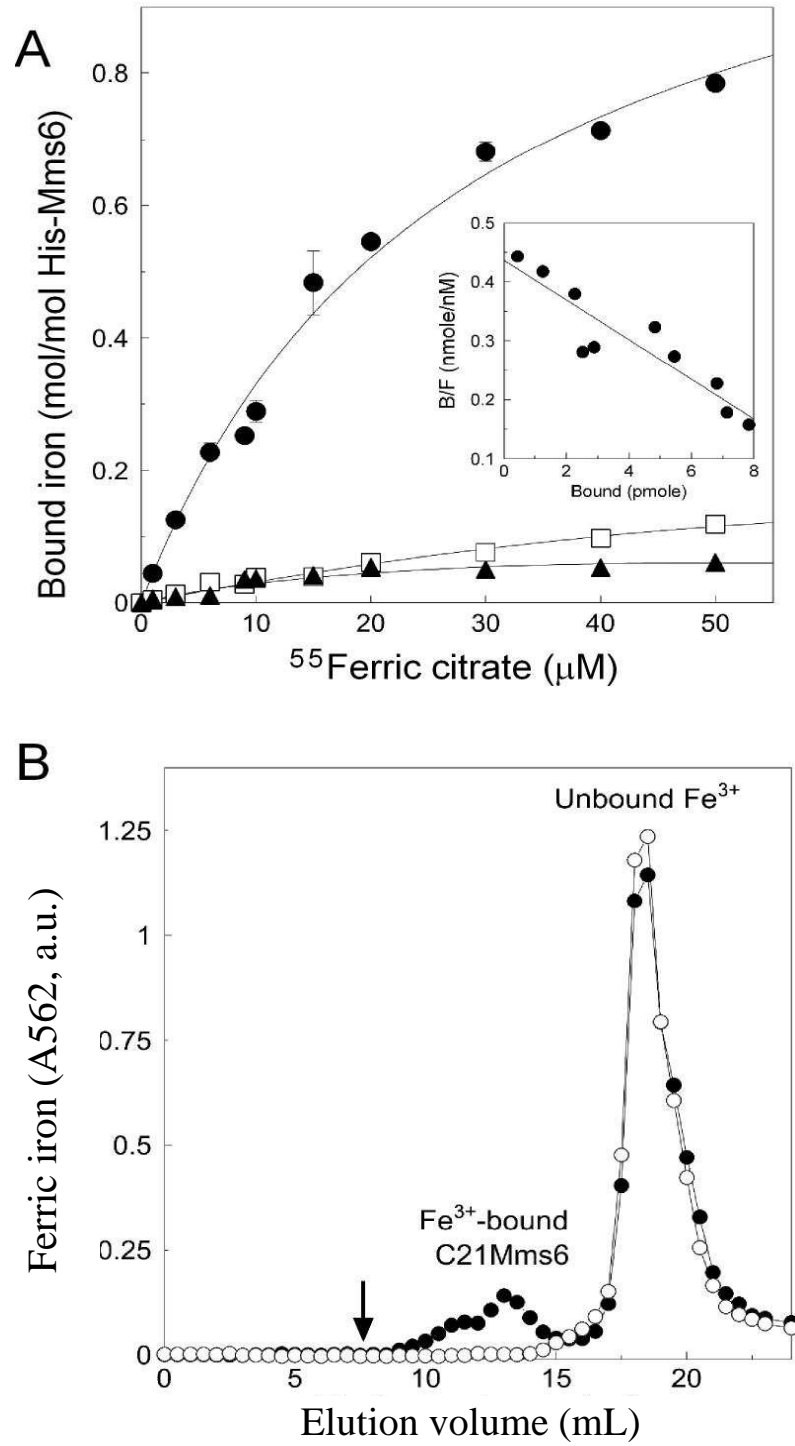 A
Bound iron (mol/mol His-Mms6)
0.8
0.6
0.4
0.2
0
B/F (nmole/nM)
0.5
0.4
0.3
0.2
0.1
0 2 4 6 8
Bound (pmole)
0 10 20 30 40 50
⁵⁵Ferric citrate (μM)
B
Ferric iron (A562, a.u.)
Unbound Fe³⁺
1.25
1
0.75
0.5
0.25
0
Fe³⁺-bound
C21Mms6
0 5 10 15 20
Elution volume (mL)